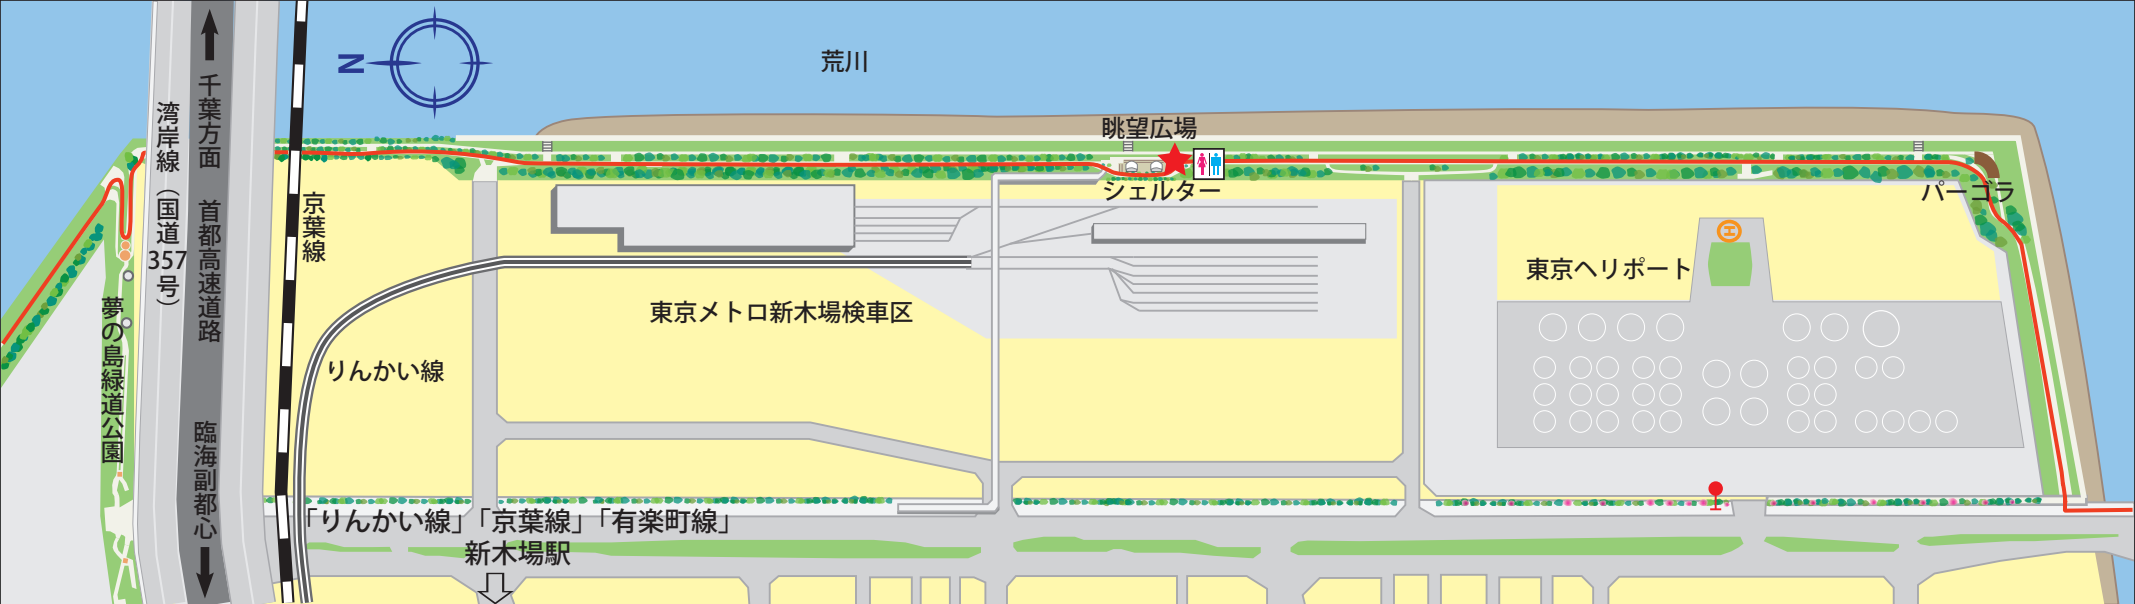 荒川
N
千葉方面
首都高速道路
臨海副都心
湾岸線（国道357号）
京葉線
夢の島緑道公園
りんかい線
眺望広場
シェルター
パーゴラ
東京ヘリポート
H
東京メトロ新木場検車区
「りんかい線」「京葉線」「有楽町線」
新木場駅